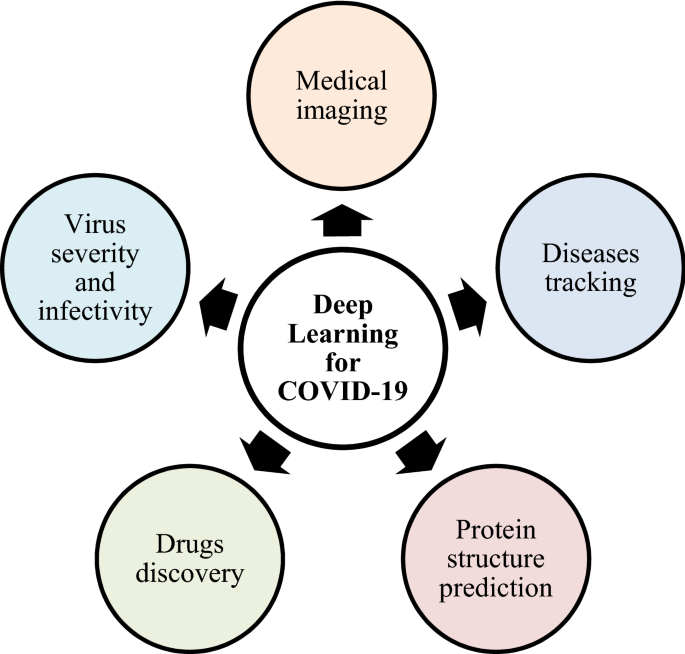 Medical
imaging
Virus
severity
and
infectivity
Diseases
tracking
Deep
Learning
for
COVID-19
Drugs
discovery
Protein
structure
prediction